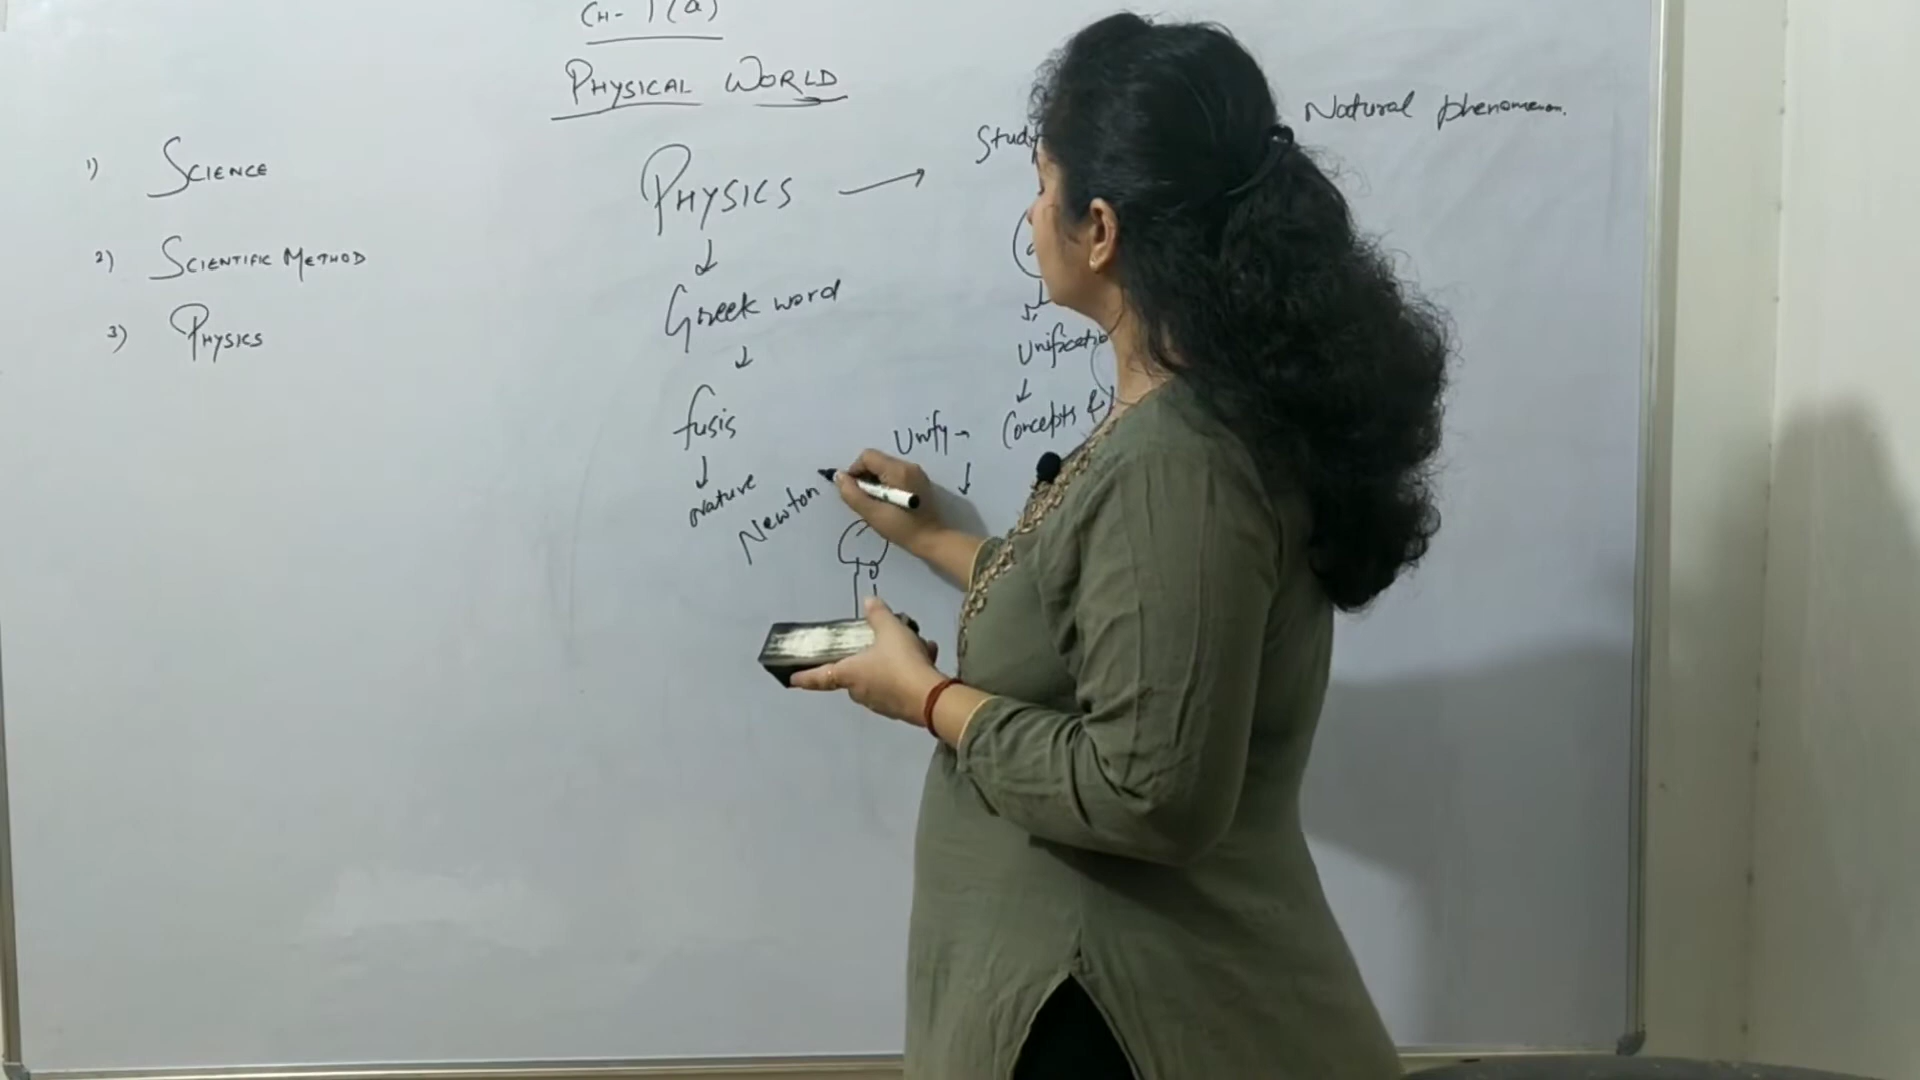 CH- 1(a)
PHYSICAL WORLD
1) SCIENCE
2) SCIENTIFIC METHOD
3) PHYSICS
PHYSICS → Study
Natural phenomenon.
↓
Greek word
↓
fusis
↓
Nature
↓
Unification
↓
Unify → Concepts
↓
Newton